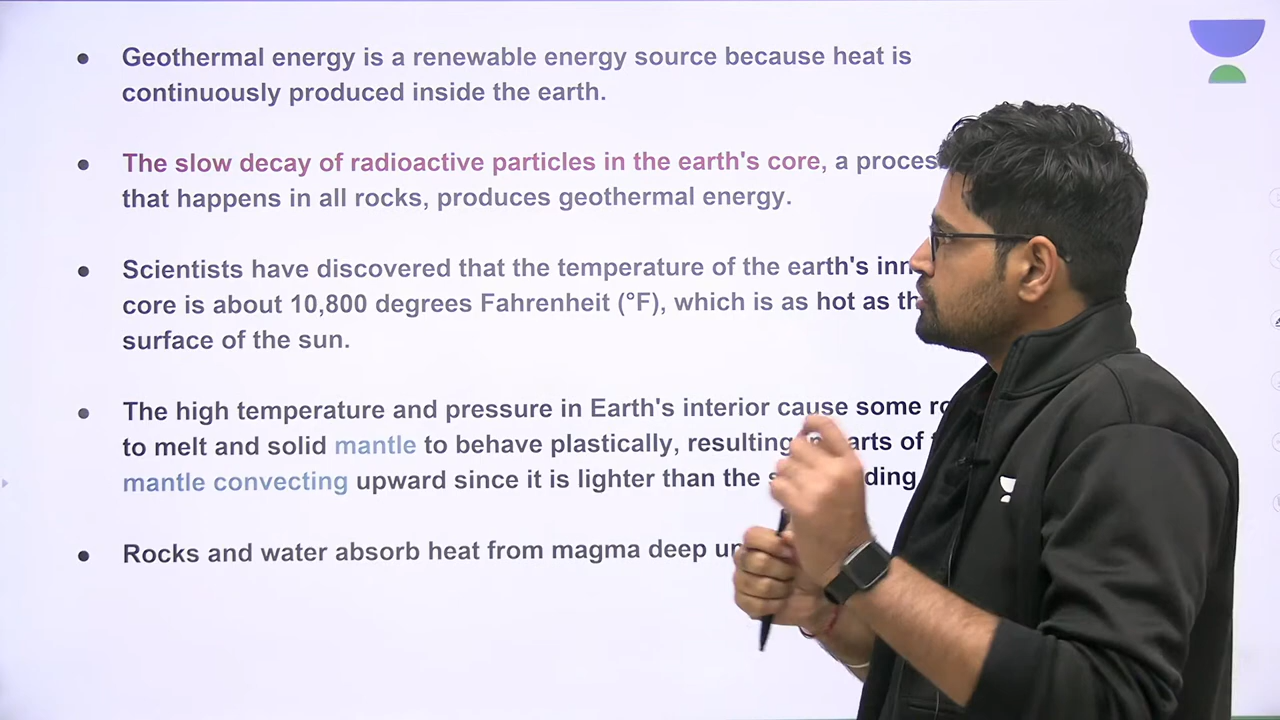 ● Geothermal energy is a renewable energy source because heat is
continuously produced inside the earth.
● The slow decay of radioactive particles in the earth's core, a proces
that happens in all rocks, produces geothermal energy.
● Scientists have discovered that the temperature of the earth's inn
core is about 10,800 degrees Fahrenheit (°F), which is as hot as th
surface of the sun.
● The high temperature and pressure in Earth's interior cause some ro
to melt and solid mantle to behave plastically, resulting arts of
mantle convecting upward since it is lighter than the s ding
● Rocks and water absorb heat from magma deep un